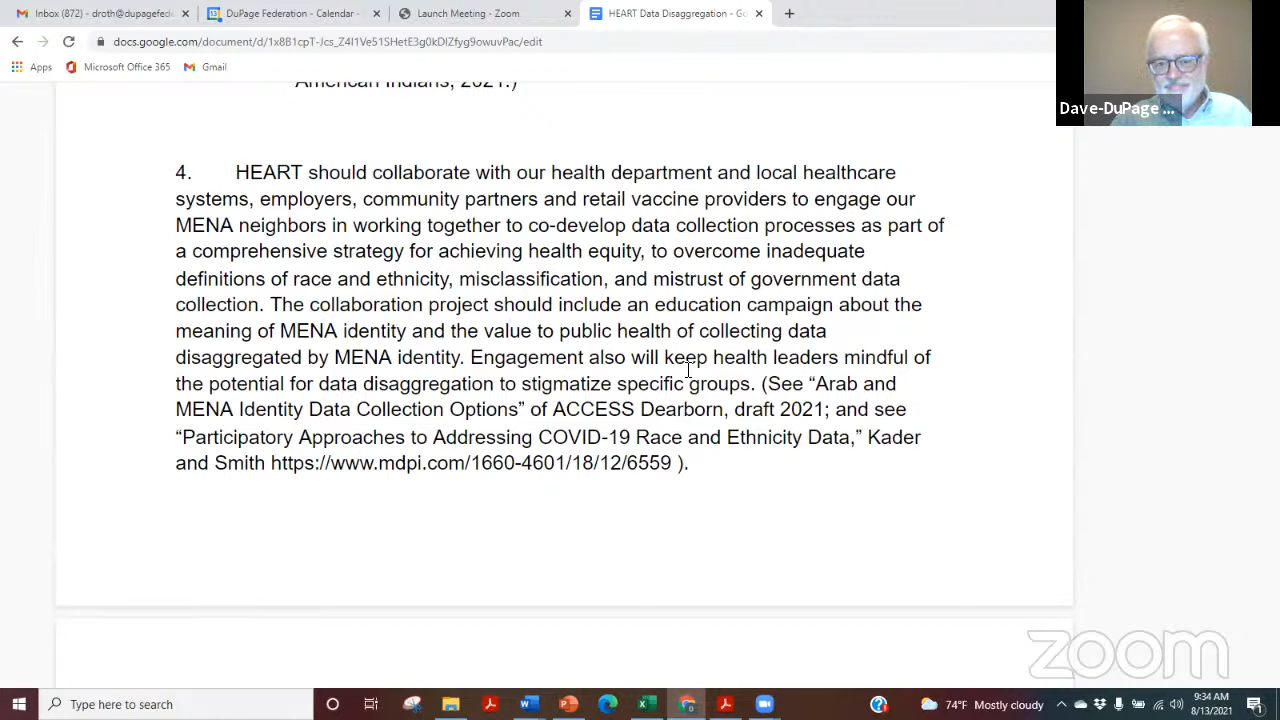 Inbox (872) - droth@dupagefede
DuPage Federation - Calendar -
Launch Meeting - Zoom
HEART Data Disaggregation - Go
docs.google.com/document/d/1x8B1cpT-Jcs_Z4I1Ve51SHetE3g0kDIZfyg9owuvPac/edit
Apps
Microsoft Office 365
Gmail
Dave-DuPage ...
American Indians, 2021.)
4. HEART should collaborate with our health department and local healthcare
systems, employers, community partners and retail vaccine providers to engage our
MENA neighbors in working together to co-develop data collection processes as part of
a comprehensive strategy for achieving health equity, to overcome inadequate
definitions of race and ethnicity, misclassification, and mistrust of government data
collection. The collaboration project should include an education campaign about the
meaning of MENA identity and the value to public health of collecting data
disaggregated by MENA identity. Engagement also will keep health leaders mindful of
the potential for data disaggregation to stigmatize specific groups. (See “Arab and
MENA Identity Data Collection Options” of ACCESS Dearborn, draft 2021; and see
“Participatory Approaches to Addressing COVID-19 Race and Ethnicity Data,” Kader
and Smith https://www.mdpi.com/1660-4601/18/12/6559 ).
zoom
Type here to search
74°F Mostly cloudy
9:34 AM
8/13/2021